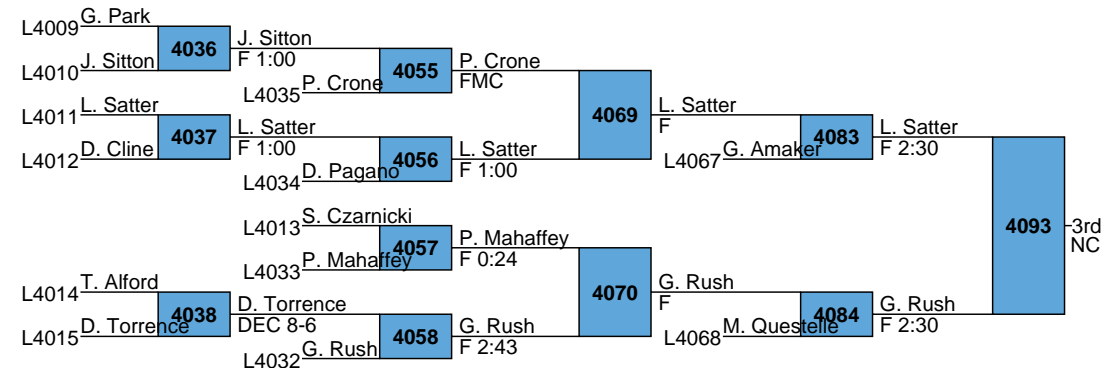 L4009 G. Park
4036
L4010 J. Sitton
J. Sitton
F 1:00
4055
L4035 P. Crone
P. Crone
FMC
L4011 L. Satter
4037
L4012 D. Cline
L. Satter
F 1:00
4056
L4034 D. Pagano
L. Satter
F 1:00
4069
L. Satter
F
4083
L4067 G. Amaker
L. Satter
F 2:30
L4013 S. Czarnicki
4057
L4033 P. Mahaffey
P. Mahaffey
F 0:24
L4014 T. Alford
4038
L4015 D. Torrence
D. Torrence
DEC 8-6
4058
L4032 G. Rush
G. Rush
F 2:43
4070
G. Rush
F
4084
L4068 M. Questelle
G. Rush
F 2:30
4093
3rd
NC